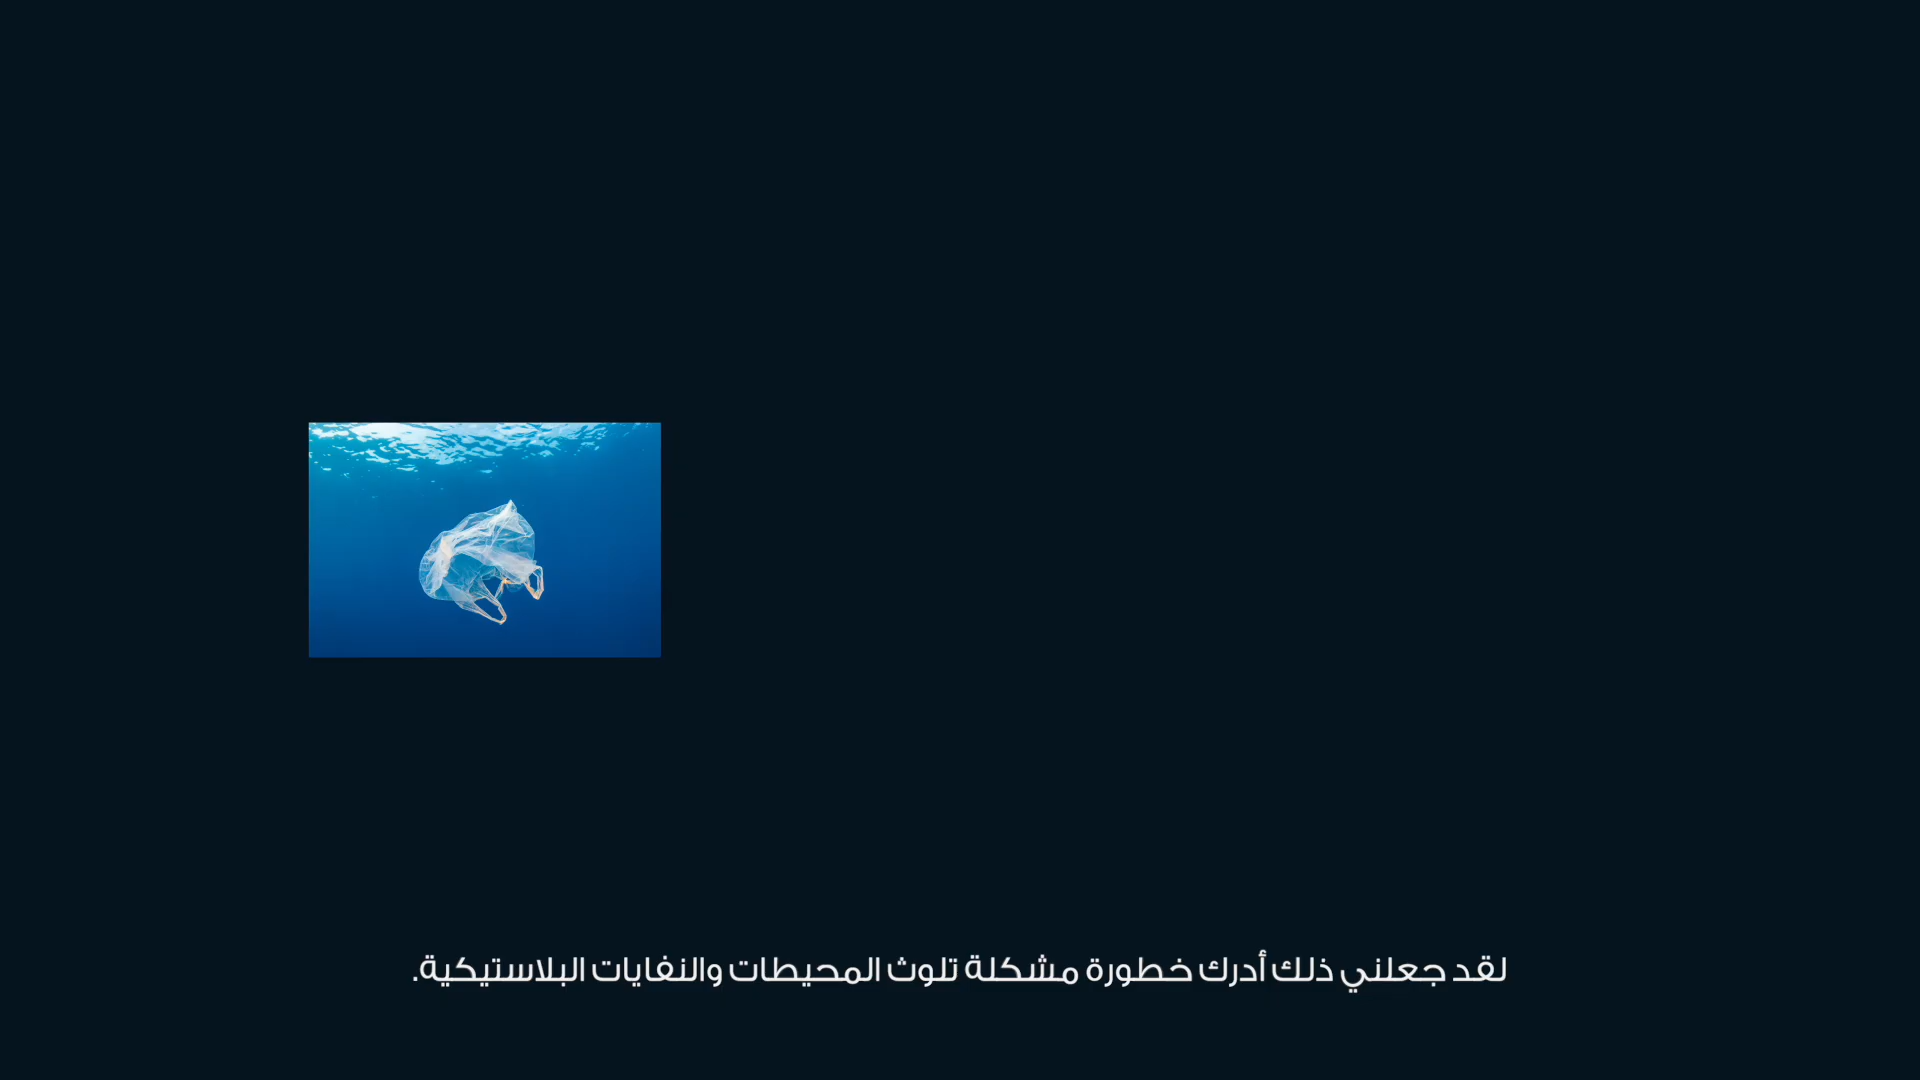 لقد جعلني ذلك أدرك خطورة مشكلة تلوث المحيطات والنفايات البلاستيكية.